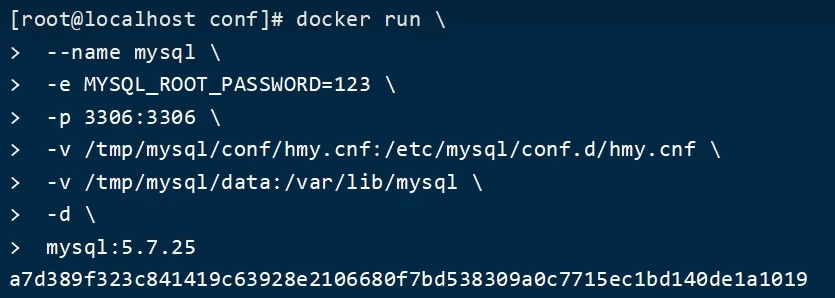 [root@localhost conf]# docker run \
>  --name mysql \
>  -e MYSQL_ROOT_PASSWORD=123 \
>  -p 3306:3306 \
>  -v /tmp/mysql/conf/hmy.cnf:/etc/mysql/conf.d/hmy.cnf \
>  -v /tmp/mysql/data:/var/lib/mysql \
>  -d \
>  mysql:5.7.25
a7d389f323c841419c63928e2106680f7bd538309a0c7715ec1bd140de1a1019